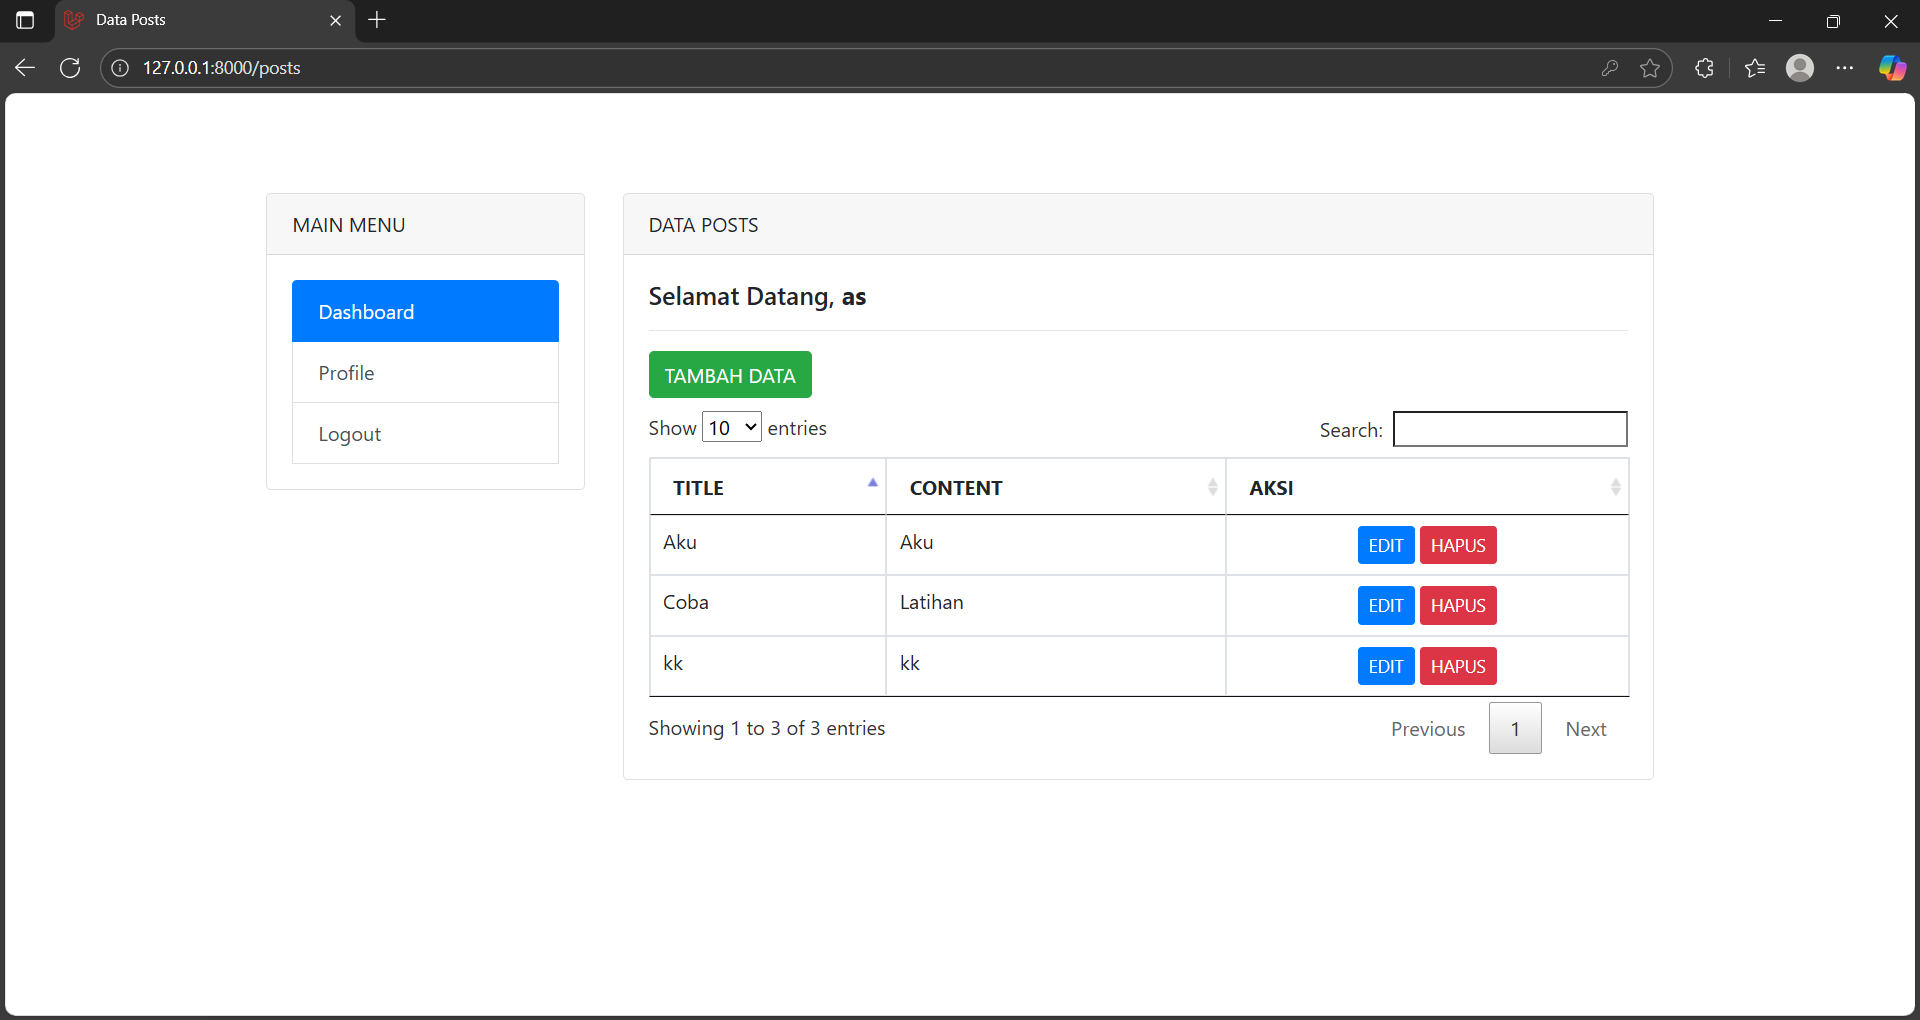 Data Posts
127.0.0.1:8000/posts
MAIN MENU
Dashboard
Profile
Logout
DATA POSTS
Selamat Datang, as
TAMBAH DATA
Show 10 entries
Search:
TITLE CONTENT AKSI
Aku Aku EDIT HAPUS
Coba Latihan EDIT HAPUS
kk kk EDIT HAPUS
Showing 1 to 3 of 3 entries
Previous 1 Next